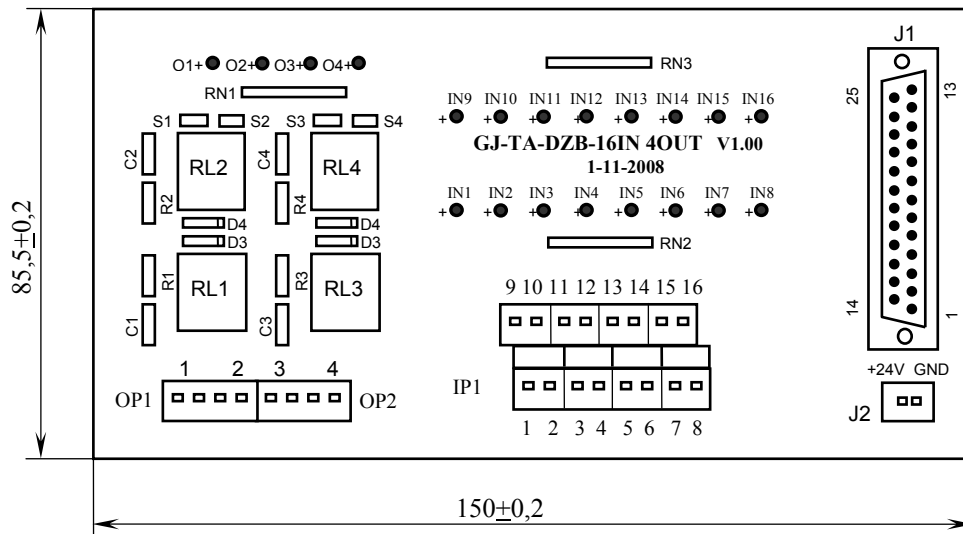 J1
O1+ O2+ O3+ O4+
RN1
RN3
25 13
IN9 IN10 IN11 IN12 IN13 IN14 IN15 IN16
+ + + + + + + +
S1 S2 S3 S4
GJ-TA-DZB-16IN 4OUT V1.00
1-11-2008
C2 RL2 C4 RL4
R2 R4
IN1 IN2 IN3 IN4 IN5 IN6 IN7 IN8
+ + + + + + + +
D4 D4
D3 D3
RN2
R1 RL1 R3 RL3
C1 C3
9 10 11 12 13 14 15 16
14 1
+24V GND
1 2 3 4
OP1 OP2
IP1
J2
1 2 3 4 5 6 7 8
85,5±0,2
150±0,2